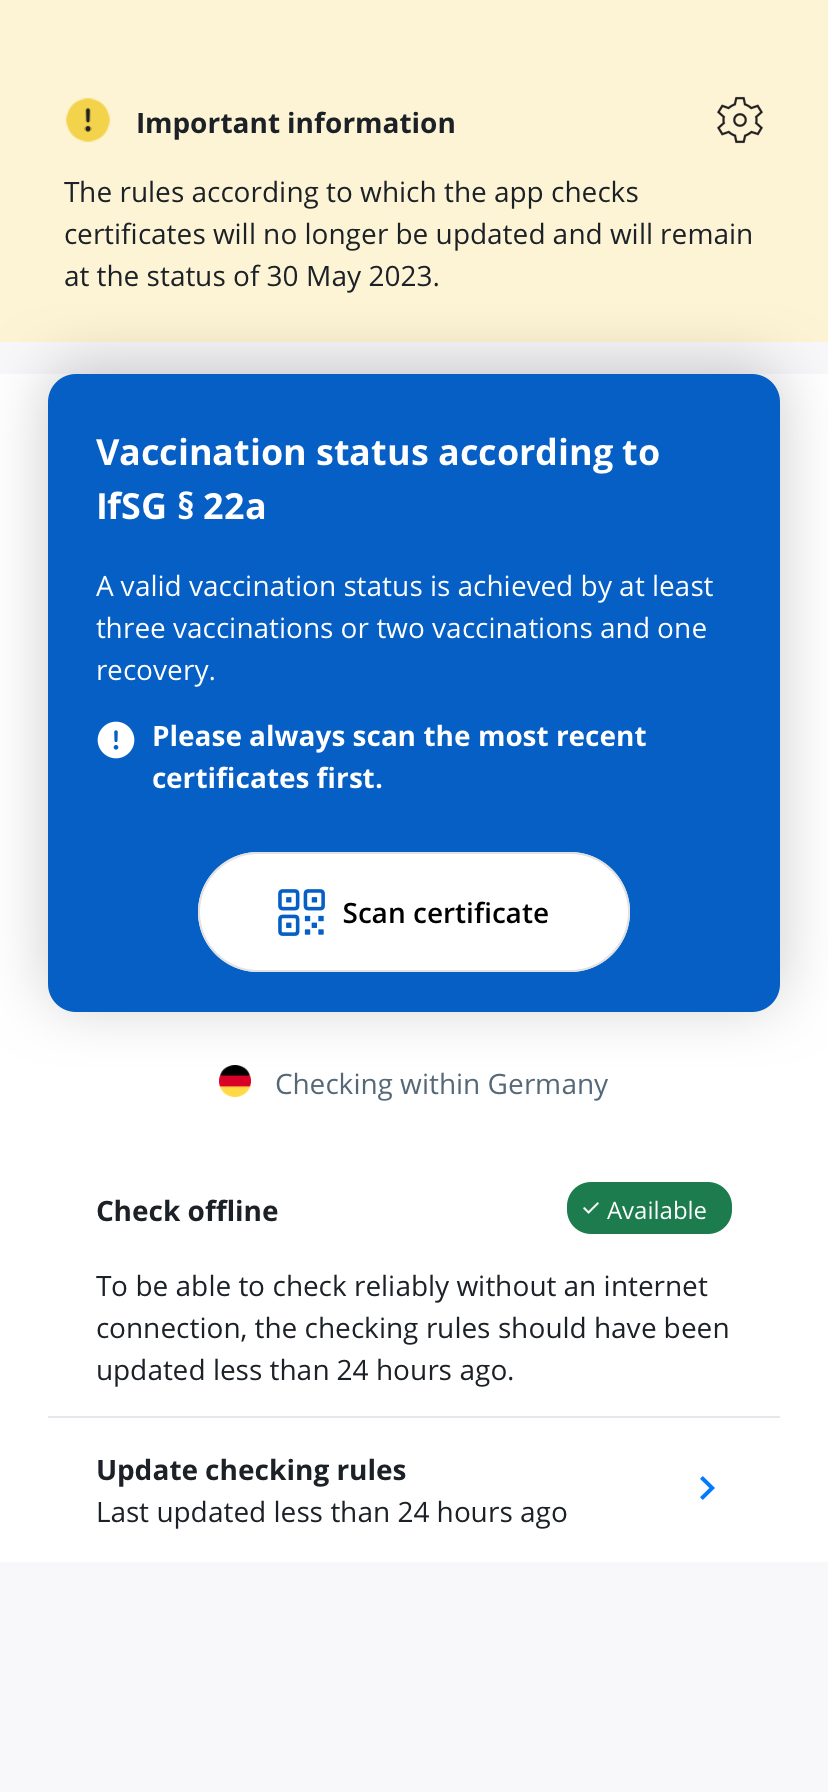 Important information
The rules according to which the app checks
certificates will no longer be updated and will remain
at the status of 30 May 2023.
Vaccination status according to
IfSG § 22a
A valid vaccination status is achieved by at least
three vaccinations or two vaccinations and one
recovery.
Please always scan the most recent
certificates first.
Scan certificate
Checking within Germany
Check offline
Available
To be able to check reliably without an internet
connection, the checking rules should have been
updated less than 24 hours ago.
Update checking rules
Last updated less than 24 hours ago